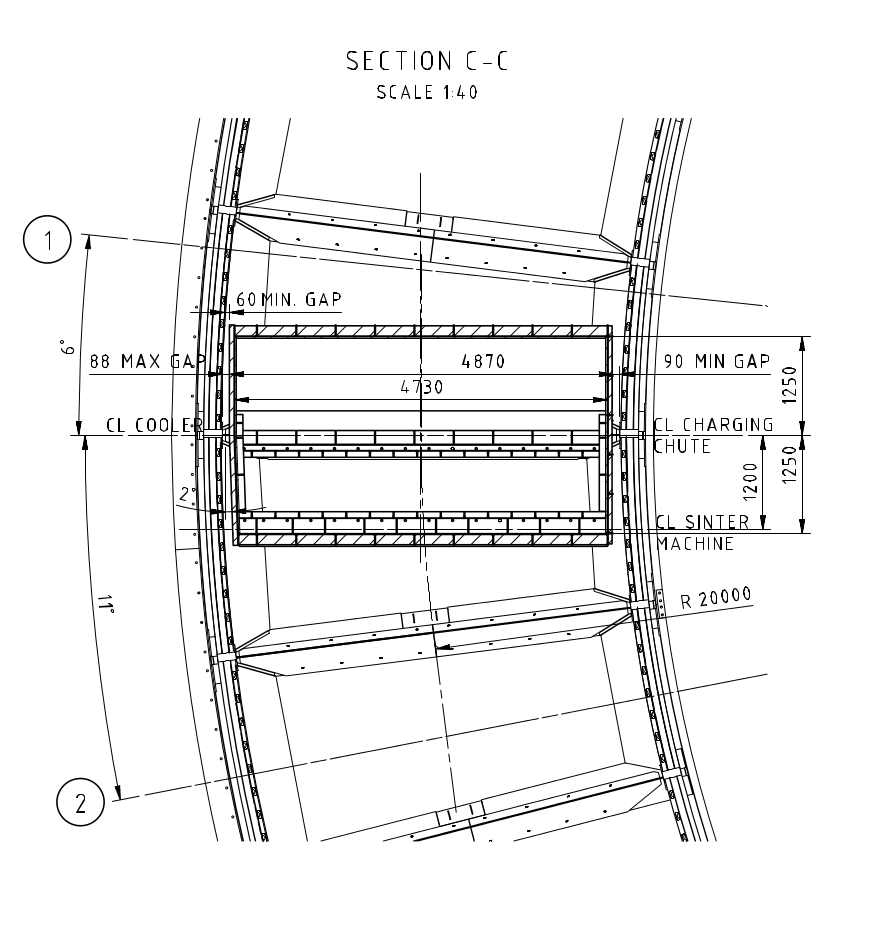 SECTION C-C
SCALE 1:40
1
60 MIN. GAP
6°
88 MAX GAP
4870
90 MIN GAP
4730
1250
CL COOLER
CL CHARGING
CHUTE
1200
1250
2°
CL SINTER
MACHINE
11°
R 20000
2